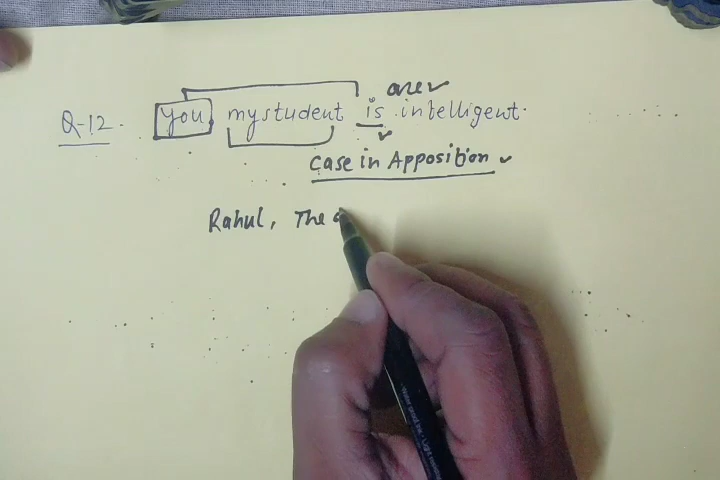 are
Q-12. you mystudent is intelligent.
case in Apposition
Rahul, The